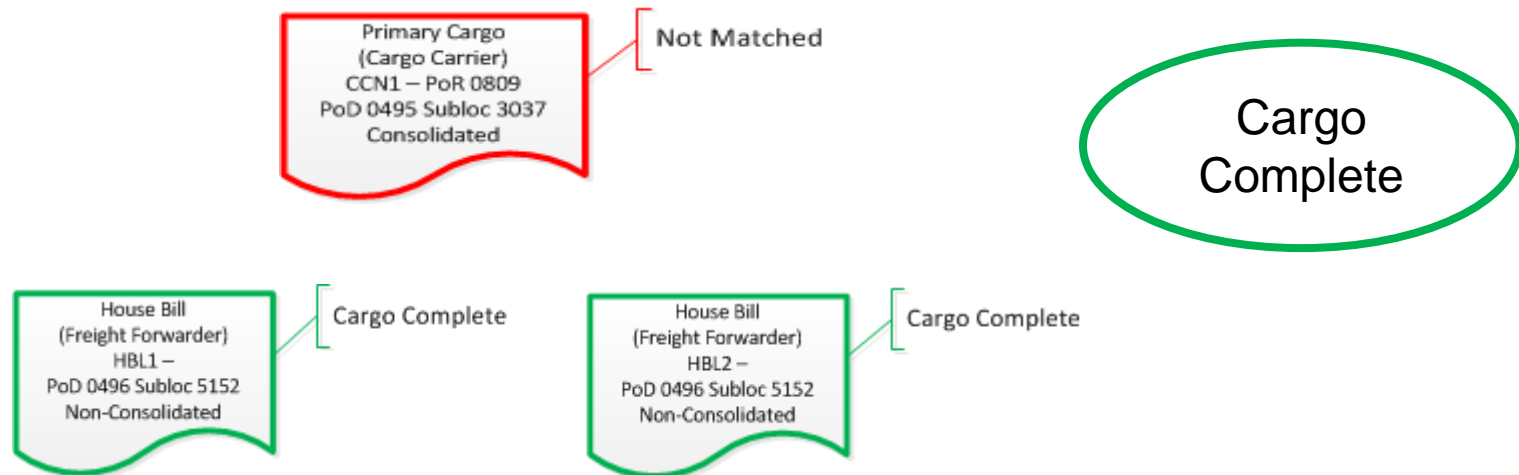 Primary Cargo
(Cargo Carrier)
CCN1 – PoR 0809
PoD 0495 Subloc 3037
Consolidated
Not Matched
Cargo
Complete
House Bill
(Freight Forwarder)
HBL1 –
PoD 0496 Subloc 5152
Non-Consolidated
Cargo Complete
House Bill
(Freight Forwarder)
HBL2 –
PoD 0496 Subloc 5152
Non-Consolidated
Cargo Complete